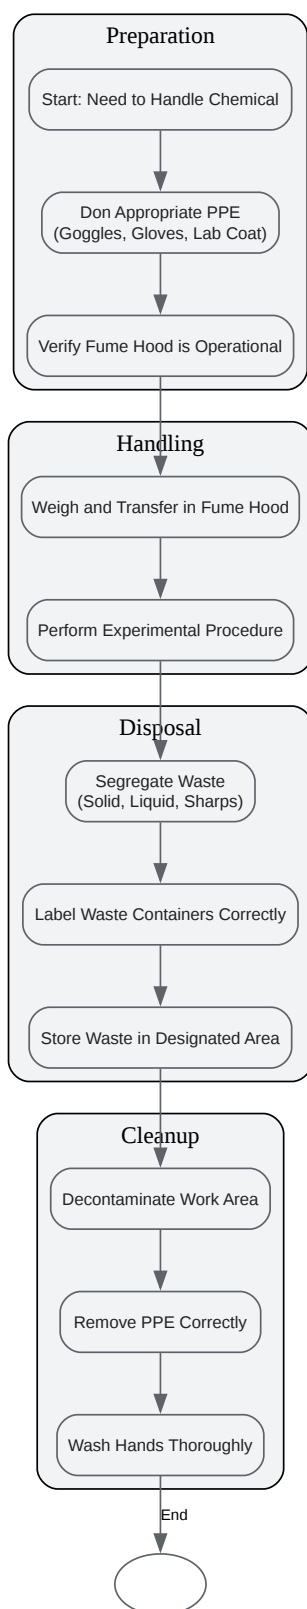 Preparation
Start: Need to Handle Chemical
Don Appropriate PPE
(Goggles, Gloves, Lab Coat)
Verify Fume Hood is Operational
Handling
Weigh and Transfer in Fume Hood
Perform Experimental Procedure
Disposal
Segregate Waste
(Solid, Liquid, Sharps)
Label Waste Containers Correctly
Store Waste in Designated Area
Cleanup
Decontaminate Work Area
Remove PPE Correctly
Wash Hands Thoroughly
End